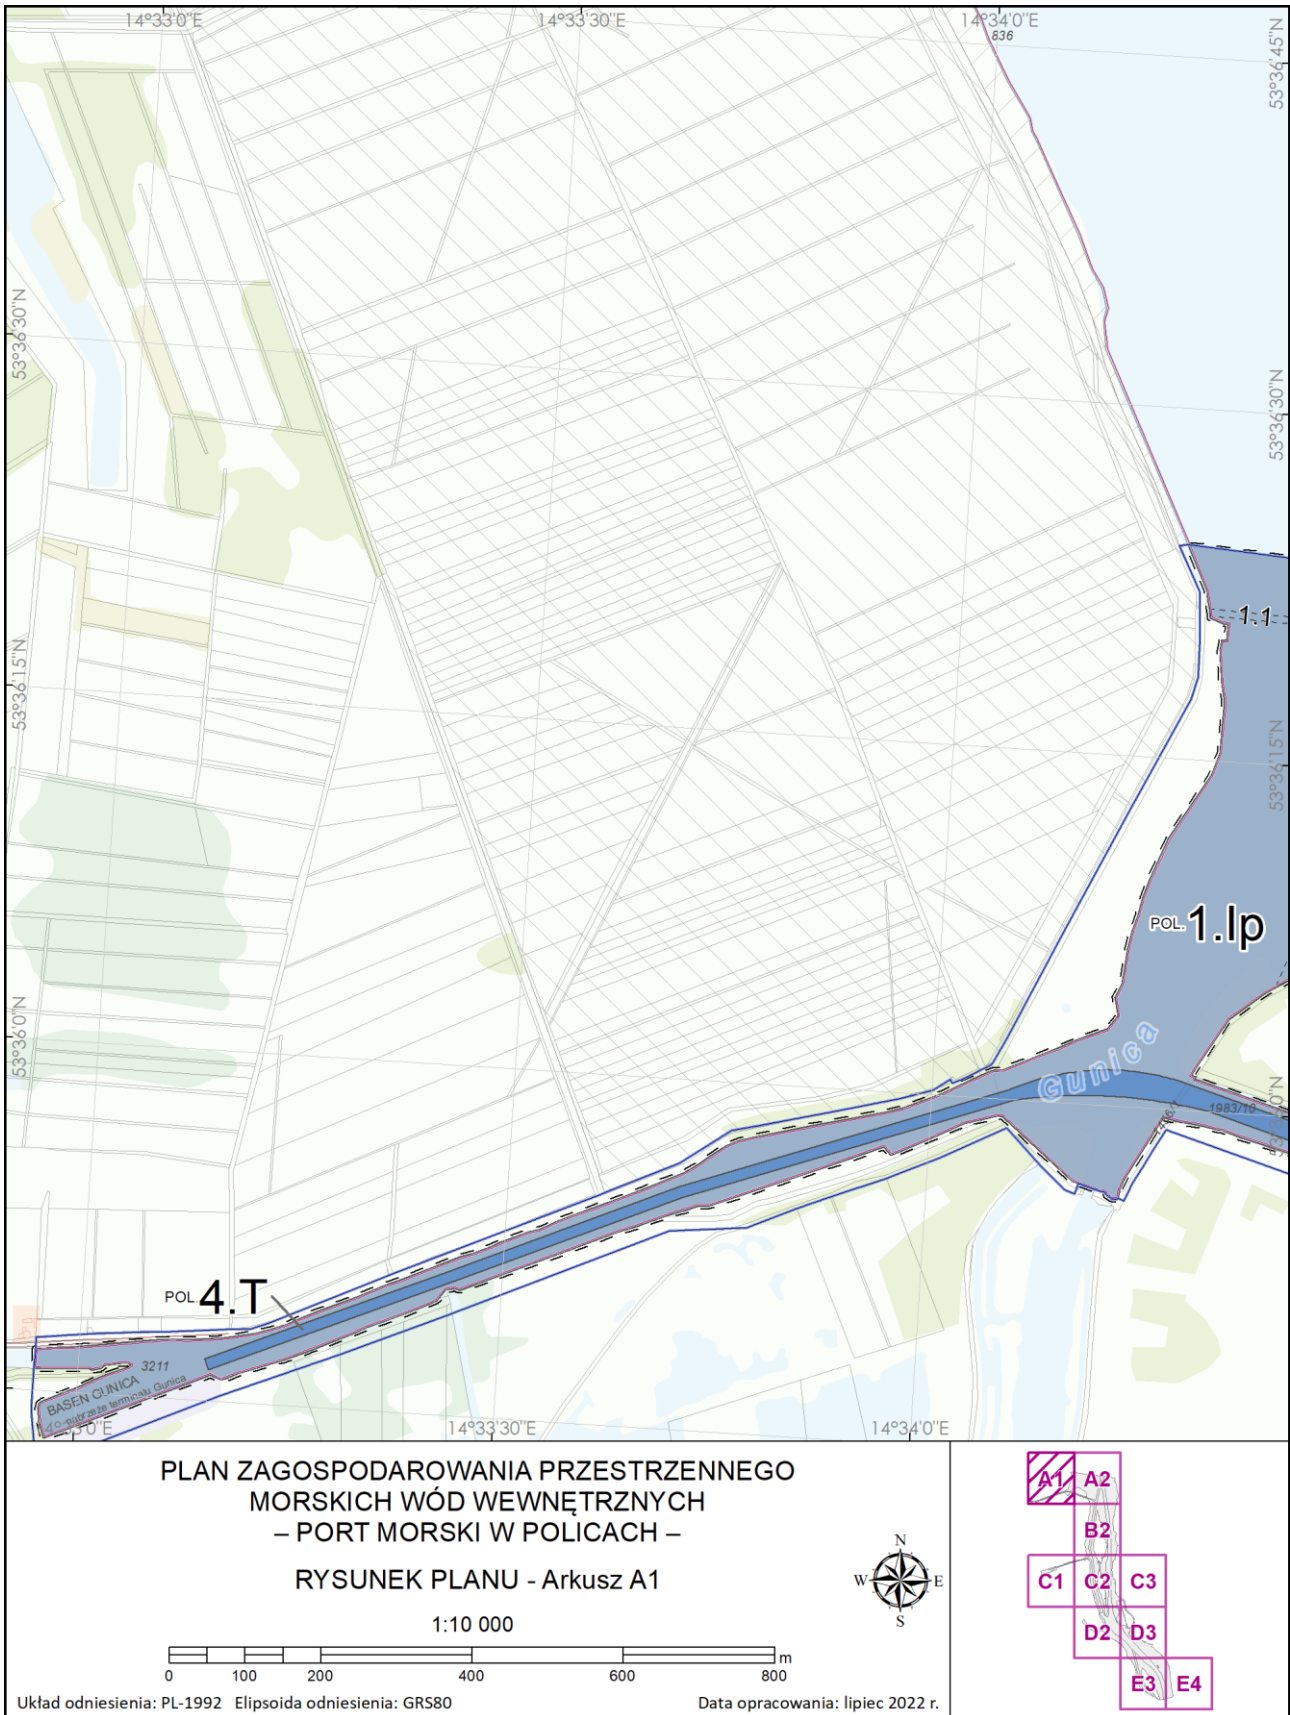 14°33'0"E
14°33'30"E
14°34'0"E
836
53°36'45"N
53°36'30"N
53°36'30"N
1.1
53°36'15"N
53°36'15"N
POL.1.Ip
53°36'0"N
Gunica
1983/10
POL.4.T
3211
BASEN GUNICA
nabrzeże terminalu Gunica
14°33'30"E
14°34'0"E
PLAN ZAGOSPODAROWANIA PRZESTRZENNEGO
MORSKICH WÓD WEWNĘTRZNYCH
– PORT MORSKI W POLICACH –
RYSUNEK PLANU - Arkusz A1
1:10 000
0 100 200 400 600 800 m
Układ odniesienia: PL-1992 Elipsoida odniesienia: GRS80
Data opracowania: lipiec 2022 r.
N
W E
S
A1 A2
B2
C1 C2 C3
D2 D3
E3 E4